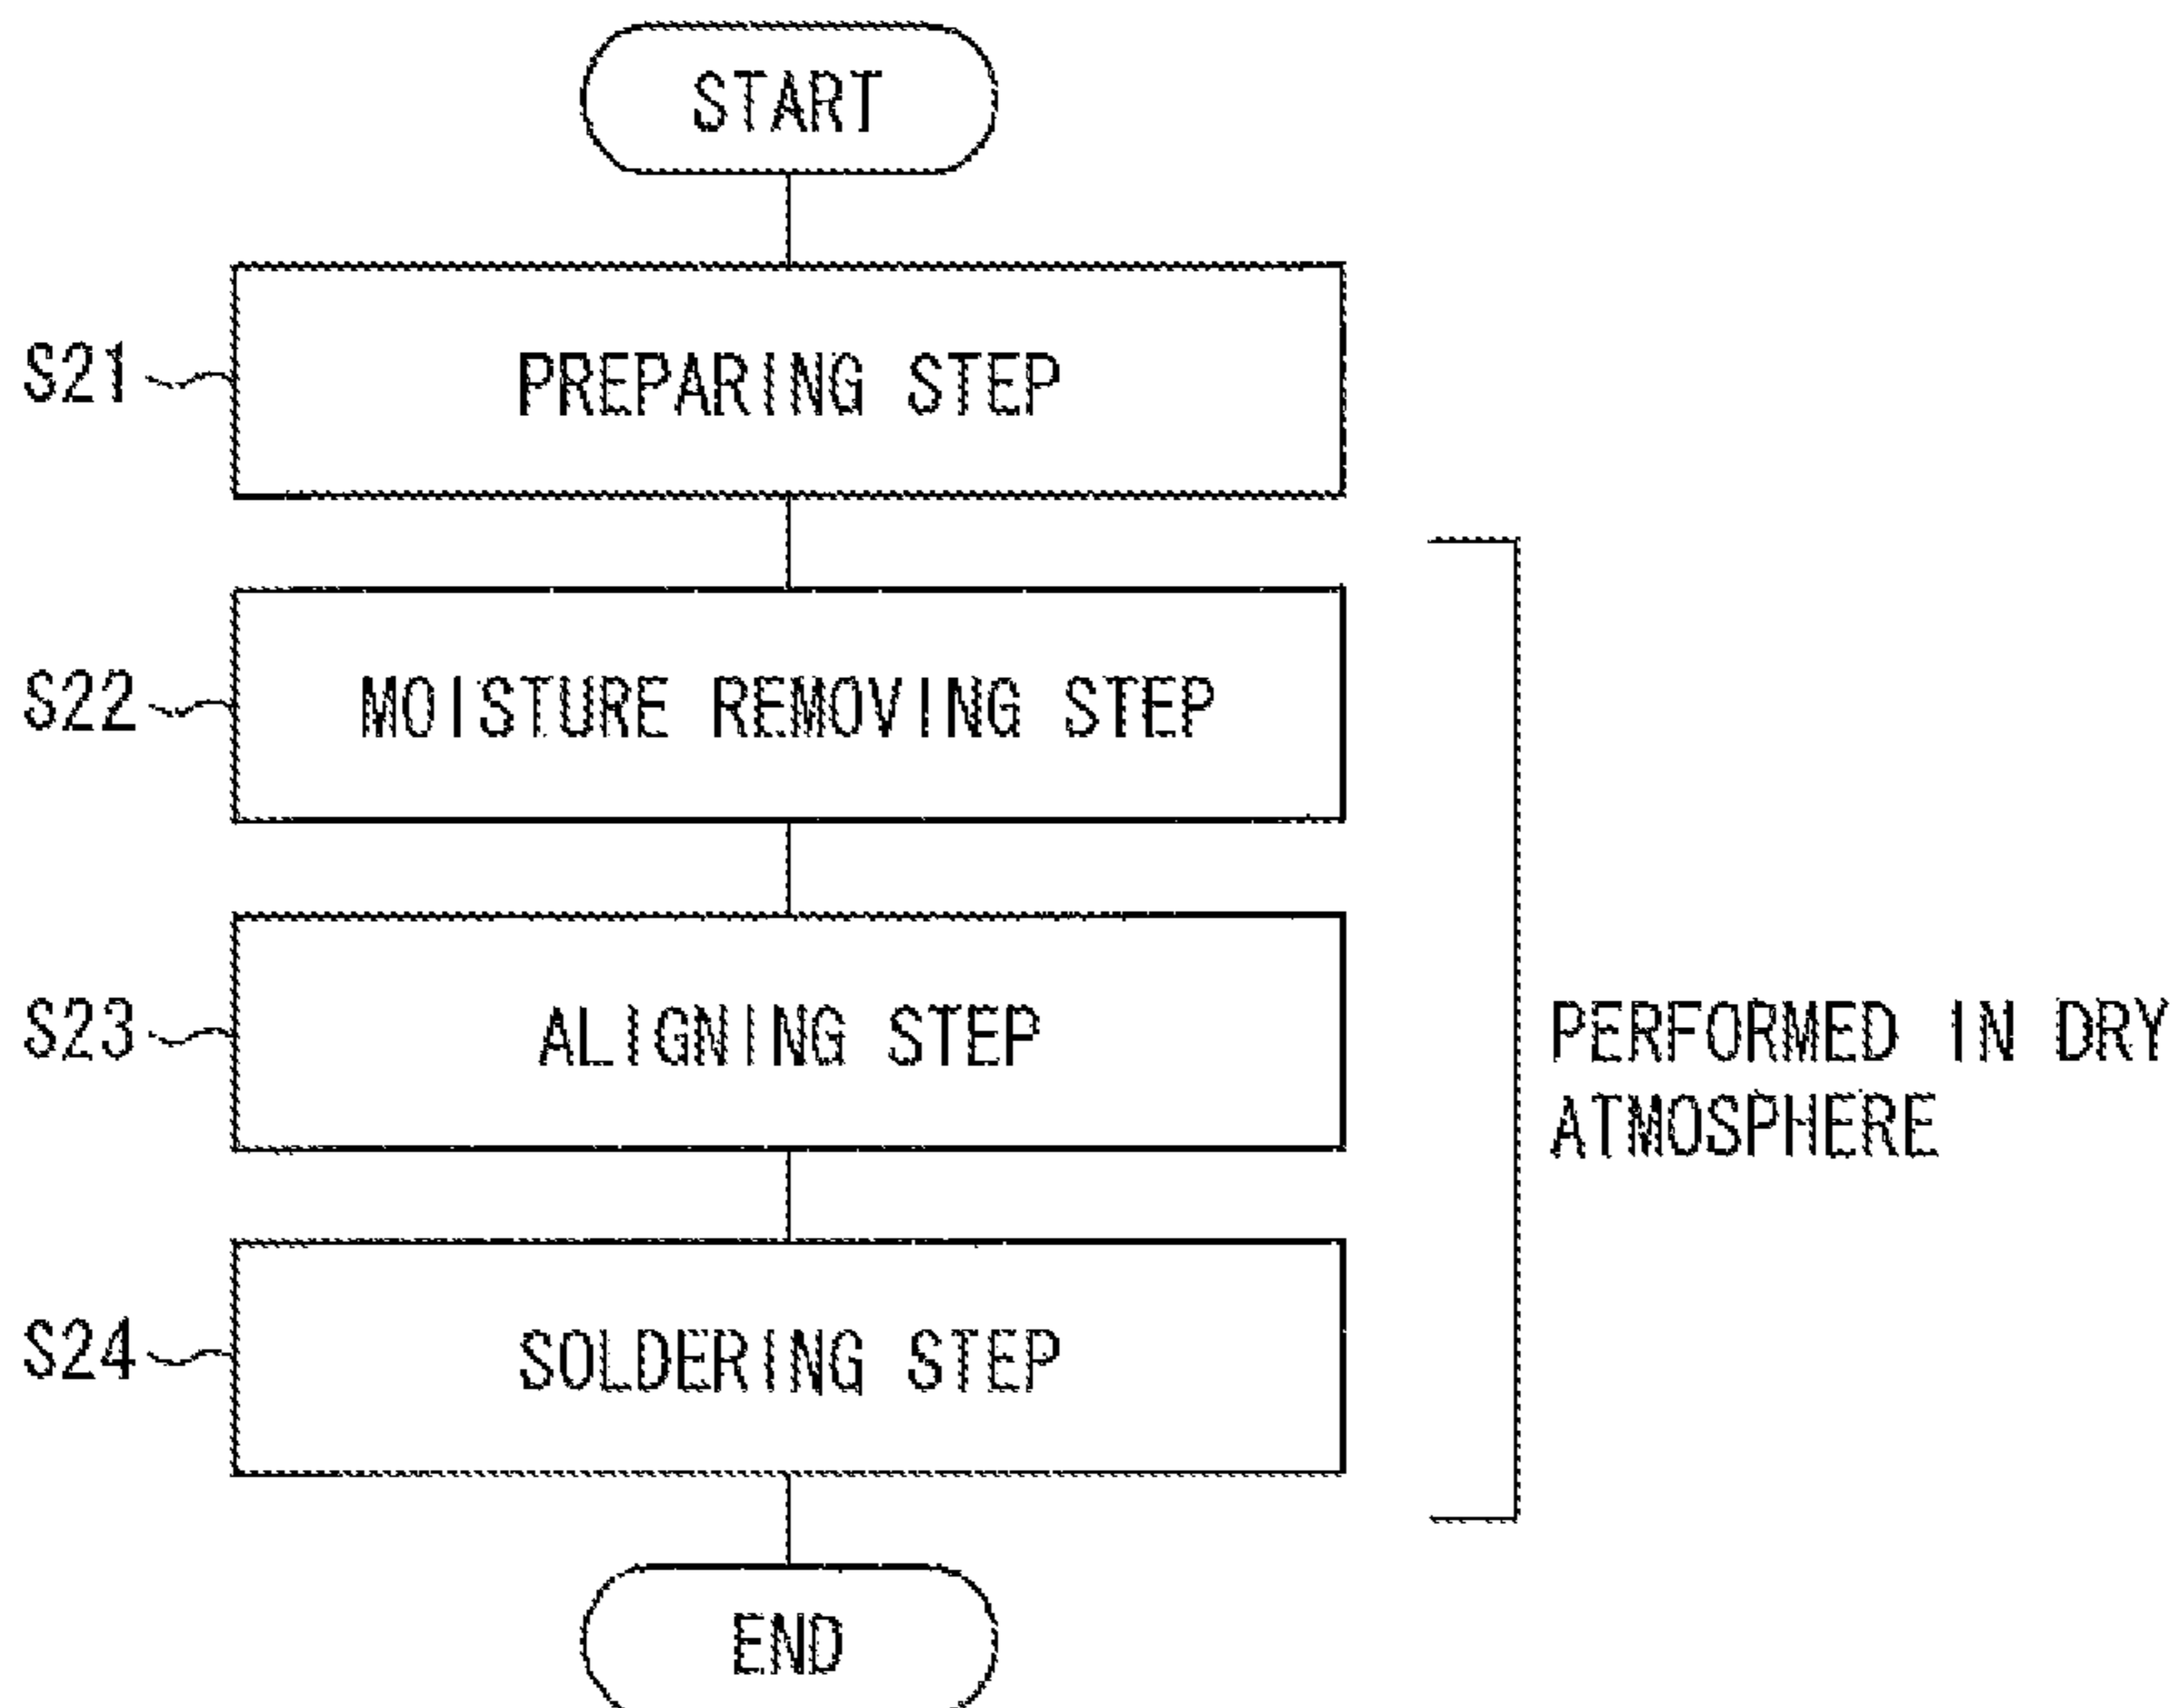 START
S21
PREPARING STEP
S22
MOISTURE REMOVING STEP
S23
ALIGNING STEP
PERFORMED IN DRY
ATMOSPHERE
S24
SOLDERING STEP
END